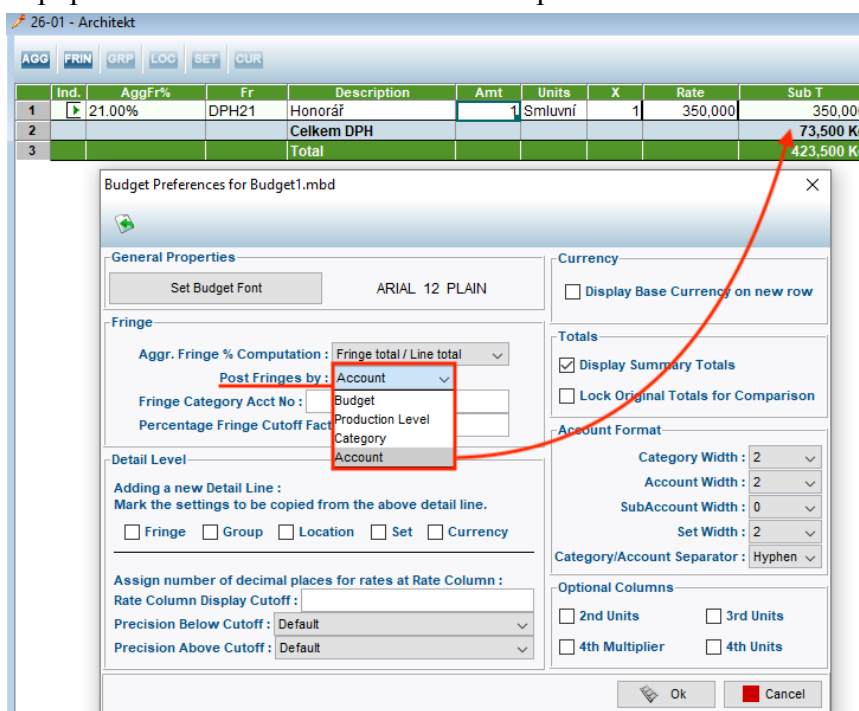 26-01 - Architekt
AGG FRIN GRP LOC SET CUR
Ind. AggFr% Fr Description Amt Units X Rate Sub T
1 21.00% DPH21 Honorář 1 Smluvní 1 350,000 350,00
2 Celkem DPH 73,500 K
3 Total 423,500 K
Budget Preferences for Budget1.mbd
General Properties
Set Budget Font ARIAL 12 PLAIN
Fringe
Aggr. Fringe % Computation : Fringe total / Line total
Post Fringes by : Account
Fringe Category Acct No :
Percentage Fringe Cutoff Fact
Budget
Production Level
Category
Account
Detail Level
Adding a new Detail Line :
Mark the settings to be copied from the above detail line.
Fringe Group Location Set Currency
Assign number of decimal places for rates at Rate Column :
Rate Column Display Cutoff :
Precision Below Cutoff : Default
Precision Above Cutoff : Default
Currency
Display Base Currency on new row
Totals
Display Summary Totals
Lock Original Totals for Comparison
Account Format
Category Width : 2
Account Width : 2
SubAccount Width : 0
Set Width : 2
Category/Account Separator : Hyphen
Optional Columns
2nd Units 3rd Units
4th Multiplier 4th Units
Ok Cancel